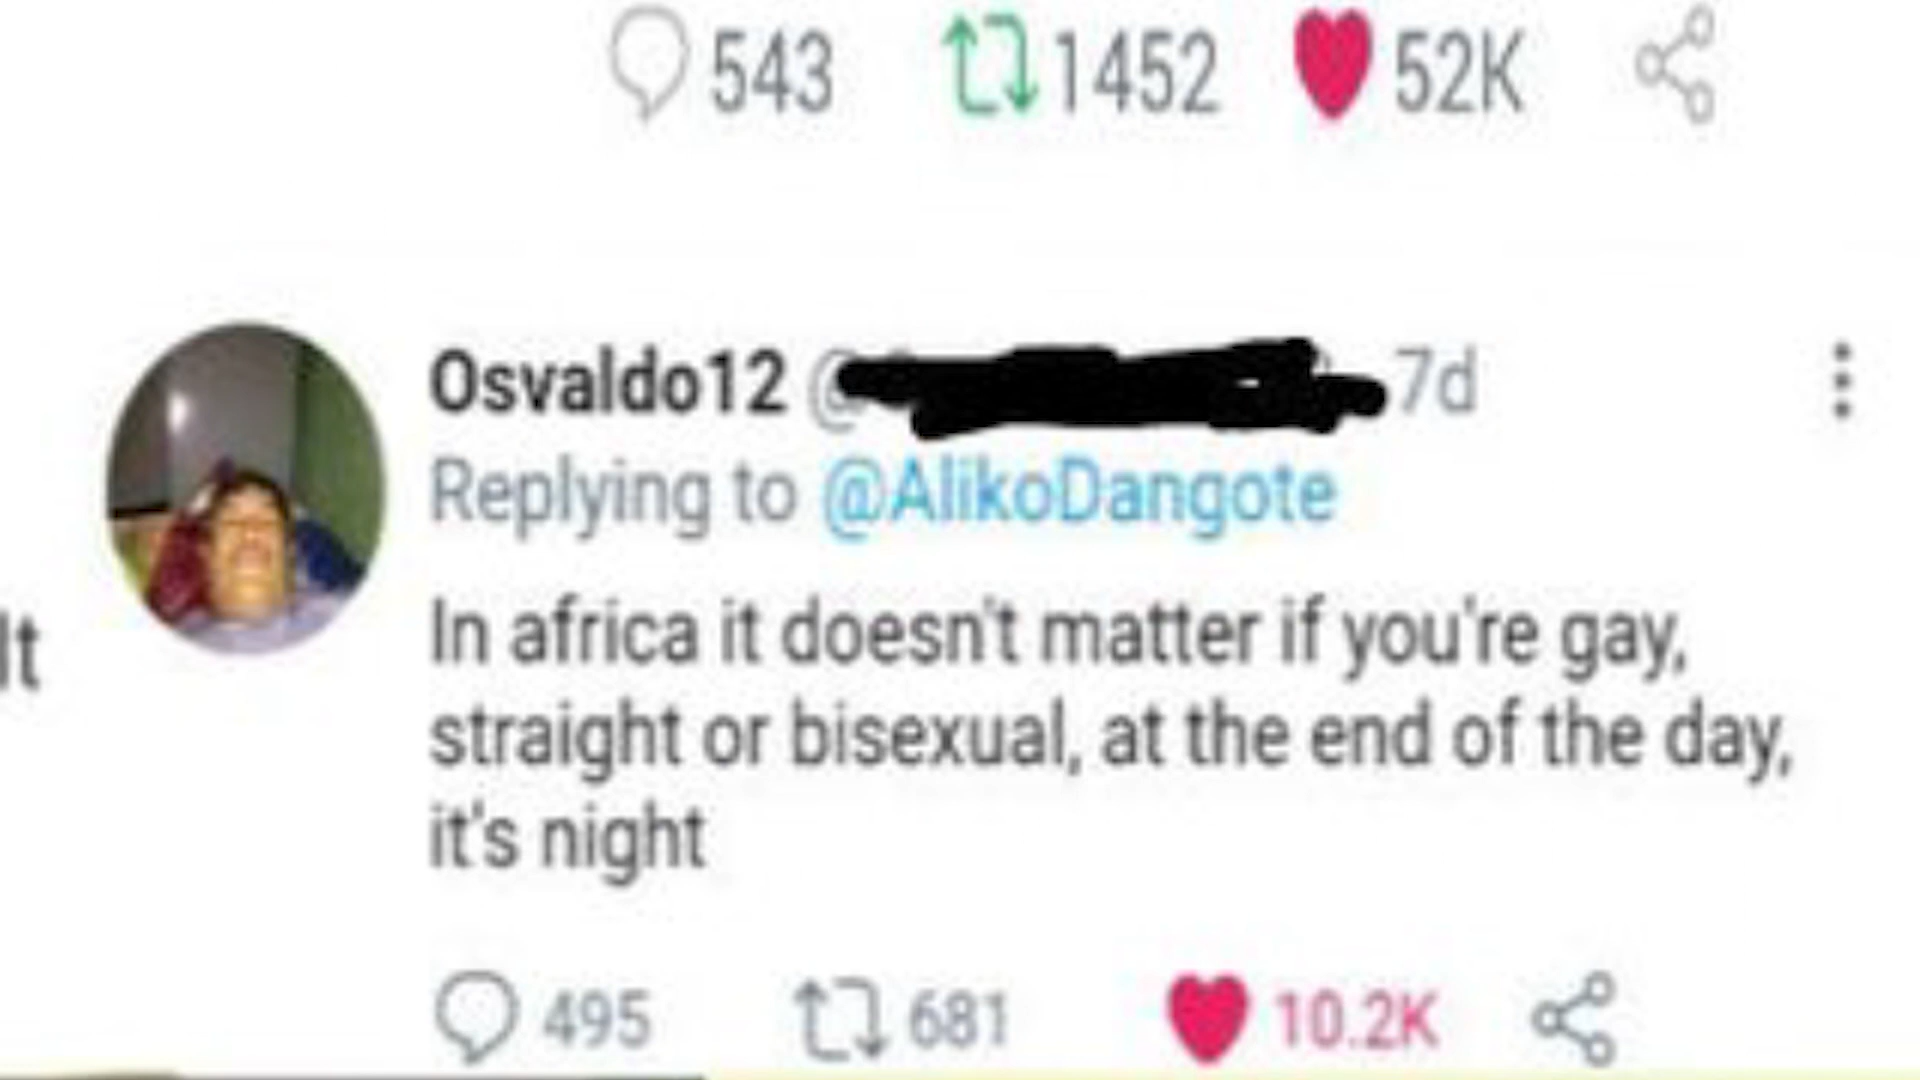 543 1452 52K
Osvaldo12 @ 7d
Replying to @AlikoDangote
In africa it doesn't matter if you're gay,
lt
straight or bisexual, at the end of the day,
it's night
495 681 10.2K